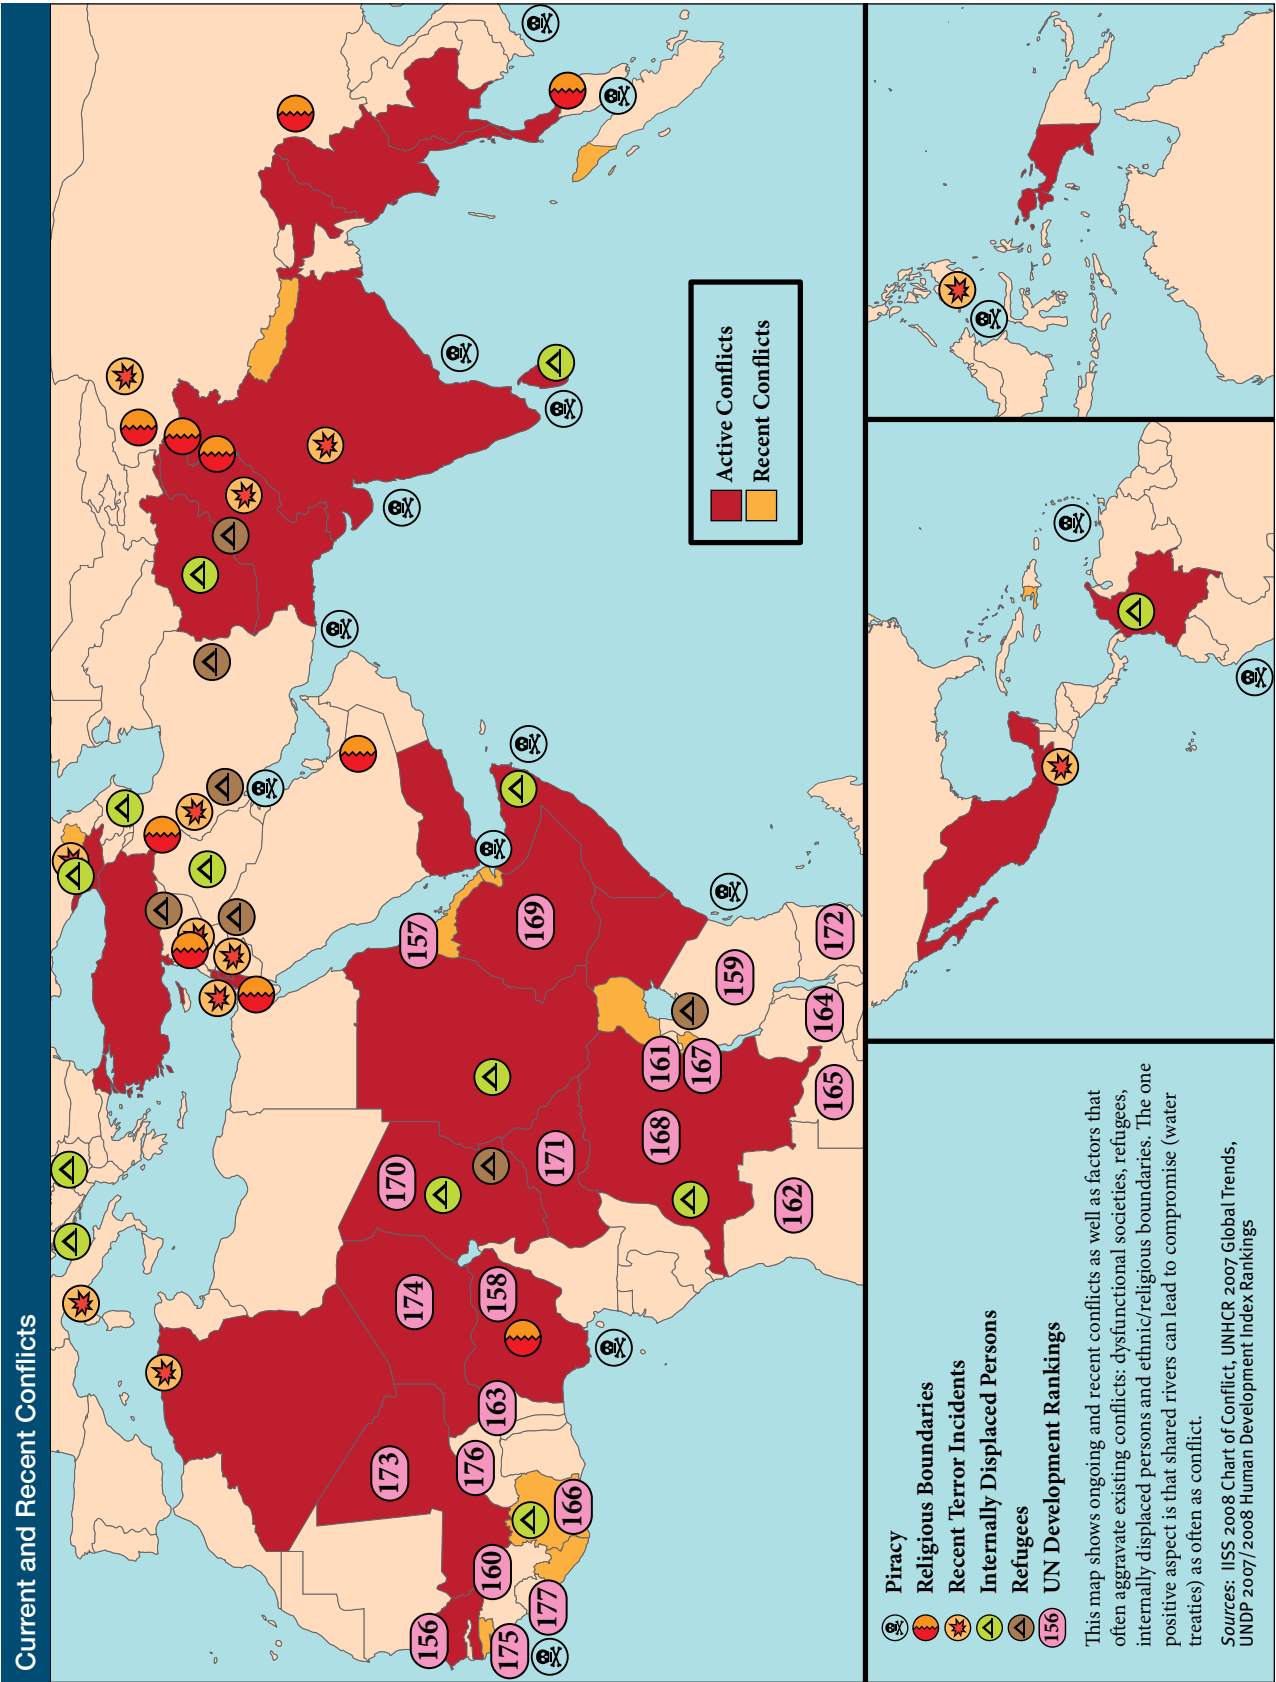 Current and Recent Conflicts
156
175
177
160
166
176
173
163
158
174
170
171
168
162
161
167
165
164
159
172
157
169
Active Conflicts
Recent Conflicts
Piracy
Religious Boundaries
Recent Terror Incidents
Internally Displaced Persons
Refugees
156 UN Development Rankings
This map shows ongoing and recent conflicts as well as factors that
often aggravate existing conflicts: dysfunctional societies, refugees,
internally displaced persons and ethnic/religious boundaries. The one
positive aspect is that shared rivers can lead to compromise (water
treaties) as often as conflict.
Sources: IISS 2008 Chart of Conflict, UNHCR 2007 Global Trends,
UNDP 2007/2008 Human Development Index Rankings